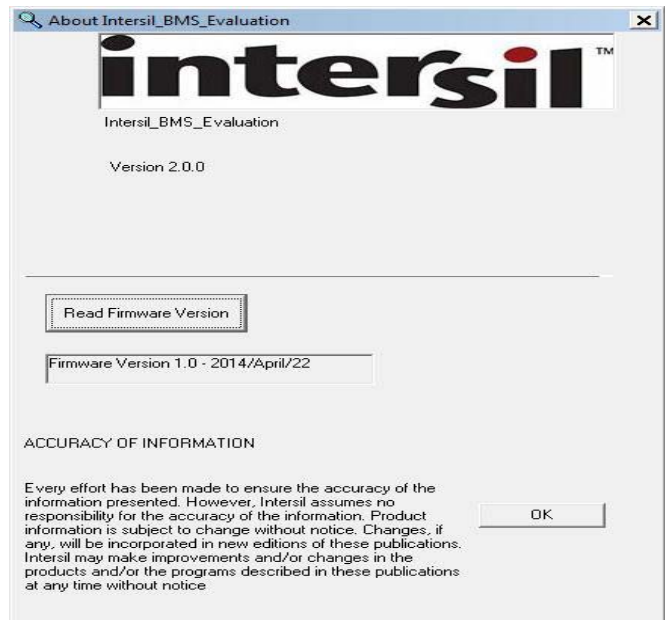 About Intersil_BMS_Evaluation
intersil™
Intersil_BMS_Evaluation
Version 2.0.0
Read Firmware Version
Firmware Version 1.0 - 2014/April/22
ACCURACY OF INFORMATION
Every effort has been made to ensure the accuracy of the
information presented. However, Intersil assumes no
responsibility for the accuracy of the information. Product
information is subject to change without notice. Changes, if
any, will be incorporated in new editions of these publications.
Intersil may make improvements and/or changes in the
products and/or the programs described in these publications
at any time without notice
OK